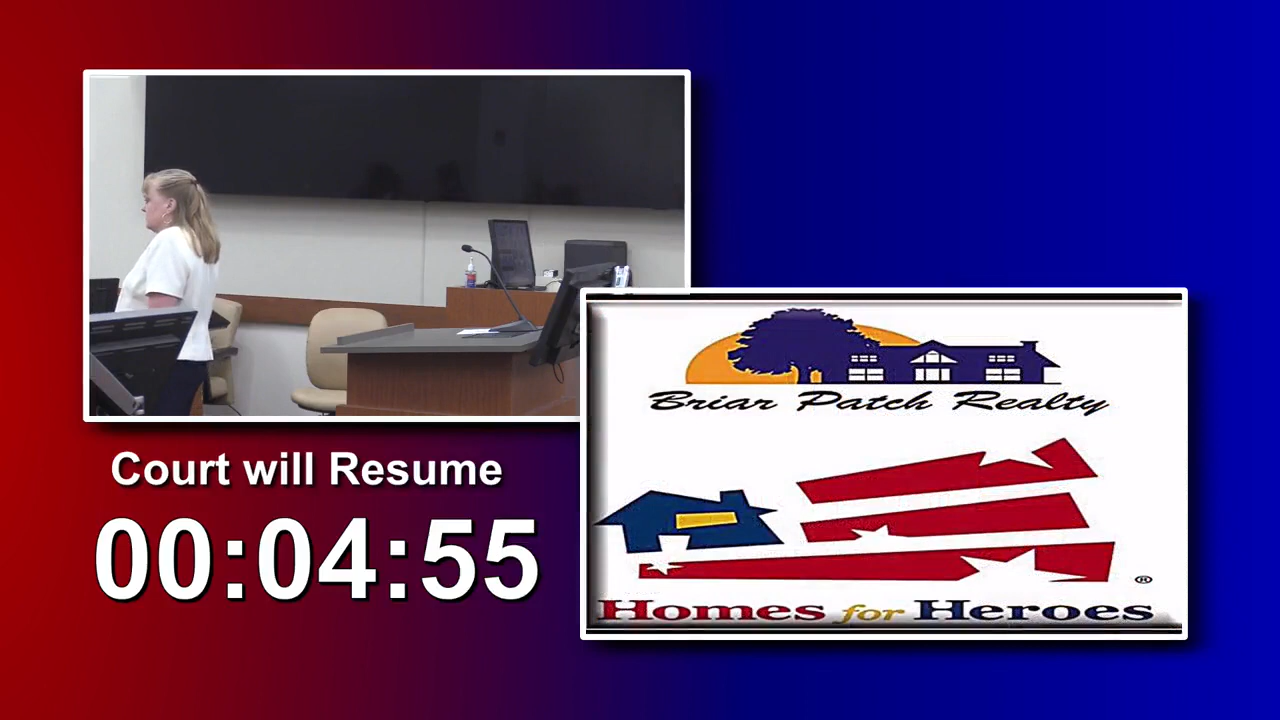 Court will Resume
00:04:55
Briar Patch Realty
Homes for Heroes
®